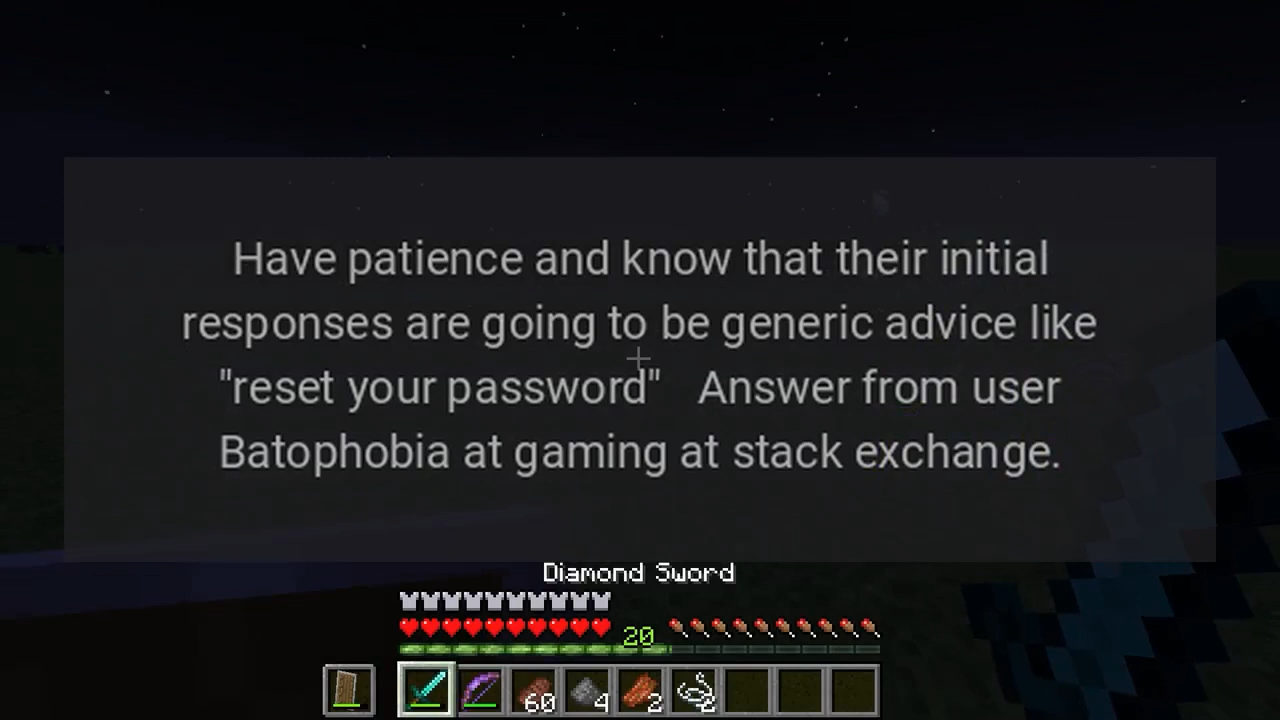 Have patience and know that their initial
responses are going to be generic advice like
"reset your password"   Answer from user
Batophobia at gaming at stack exchange.
Diamond Sword
20
60 4 2 2